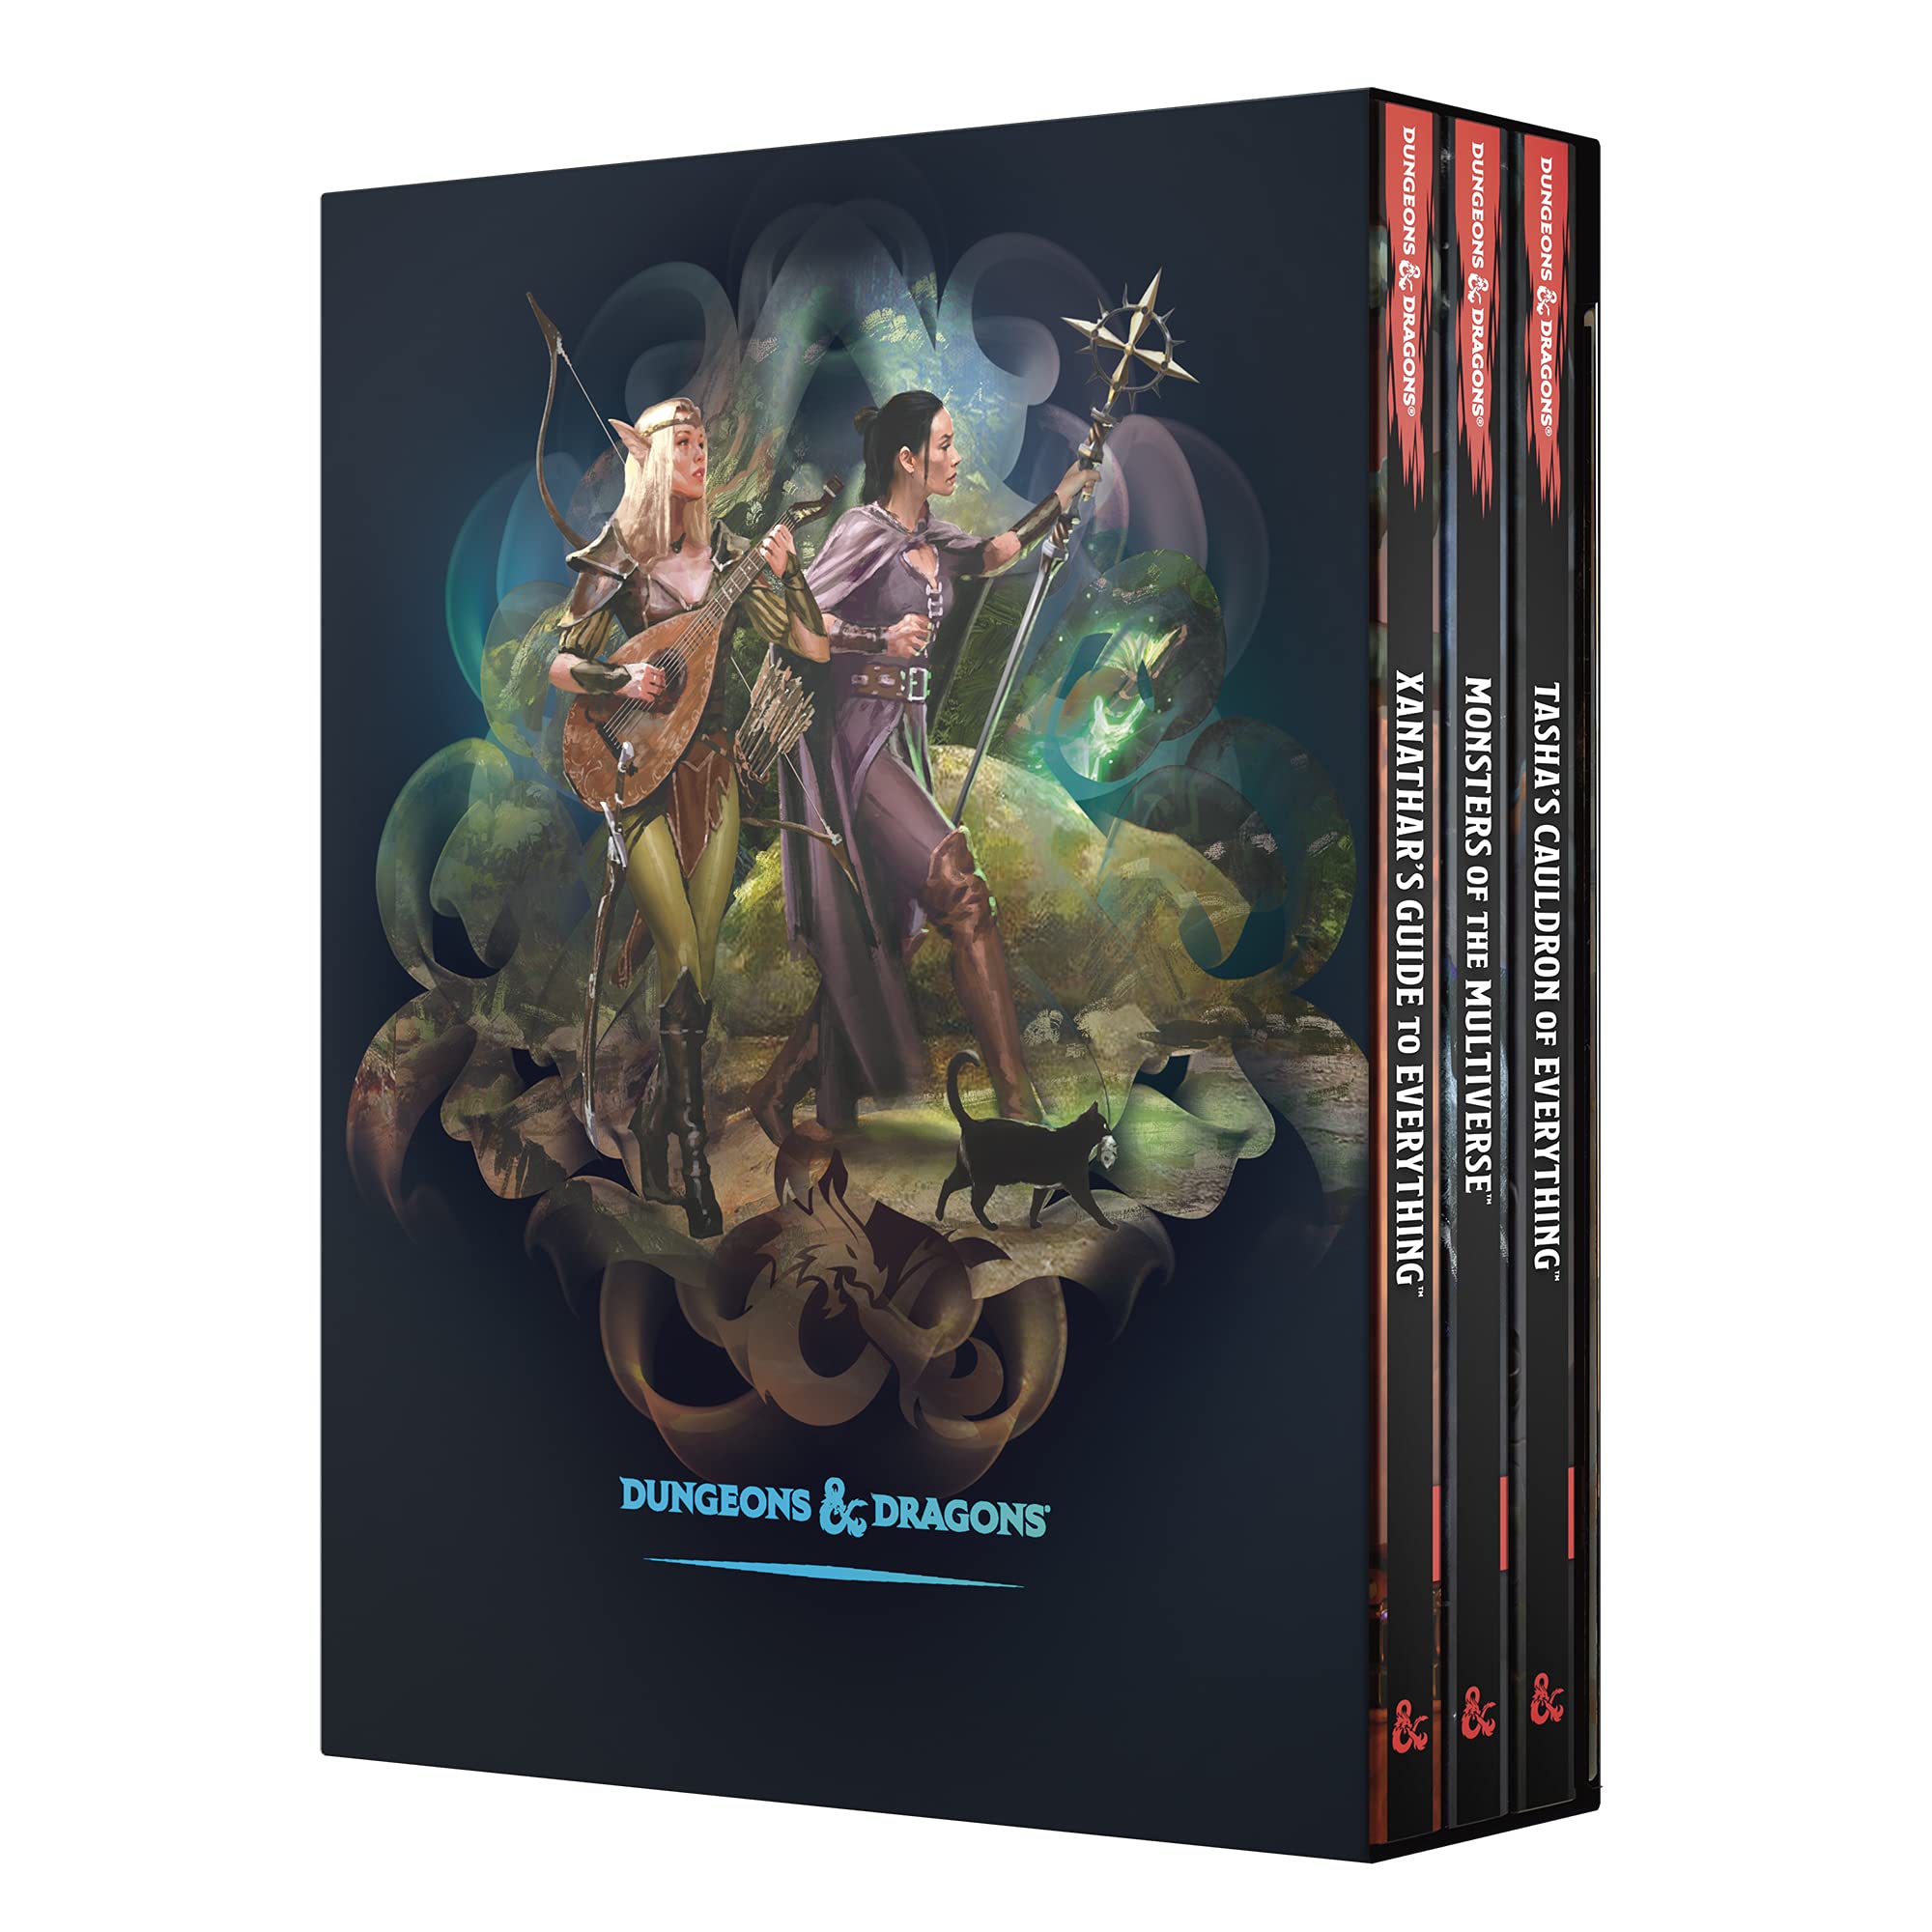 DUNGEONS & DRAGONS®
DUNGEONS & DRAGONS®
XANATHAR'S GUIDE TO EVERYTHING™
&
DUNGEONS & DRAGONS®
MONSTERS OF THE MULTIVERSE™
&
DUNGEONS & DRAGONS®
TASHA'S CAULDRON OF EVERYTHING™
&